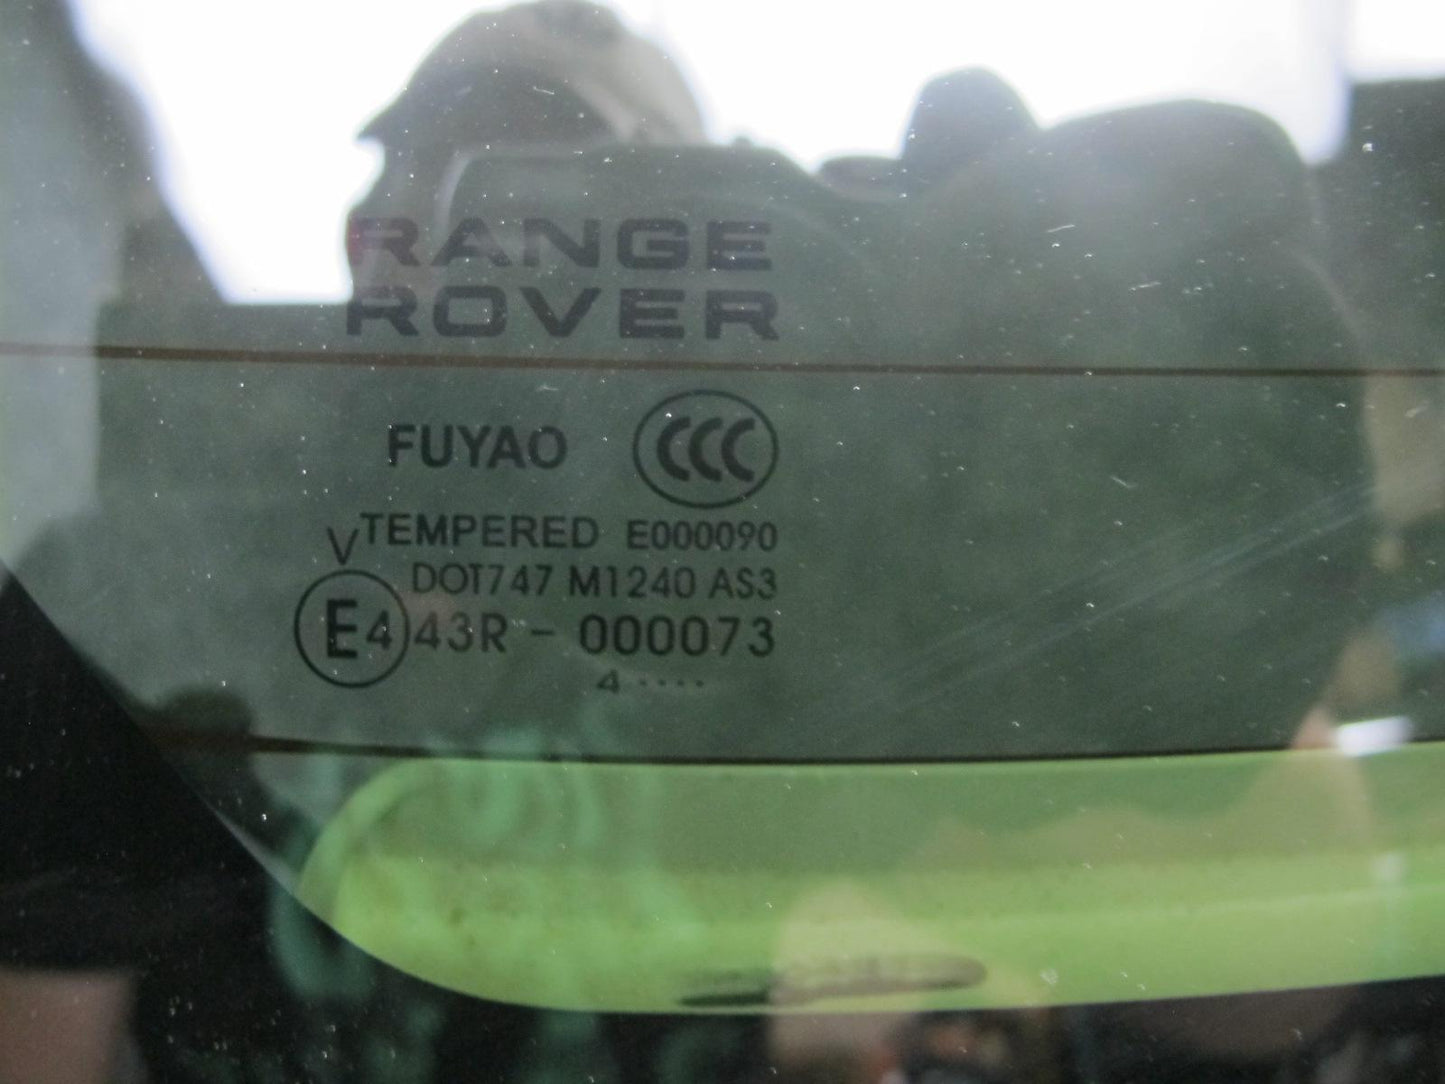 RANGE
ROVER
FUYAO CCC
V TEMPERED E000090
DOT747 M1240 AS3
E4 43R - 000073
4 ....